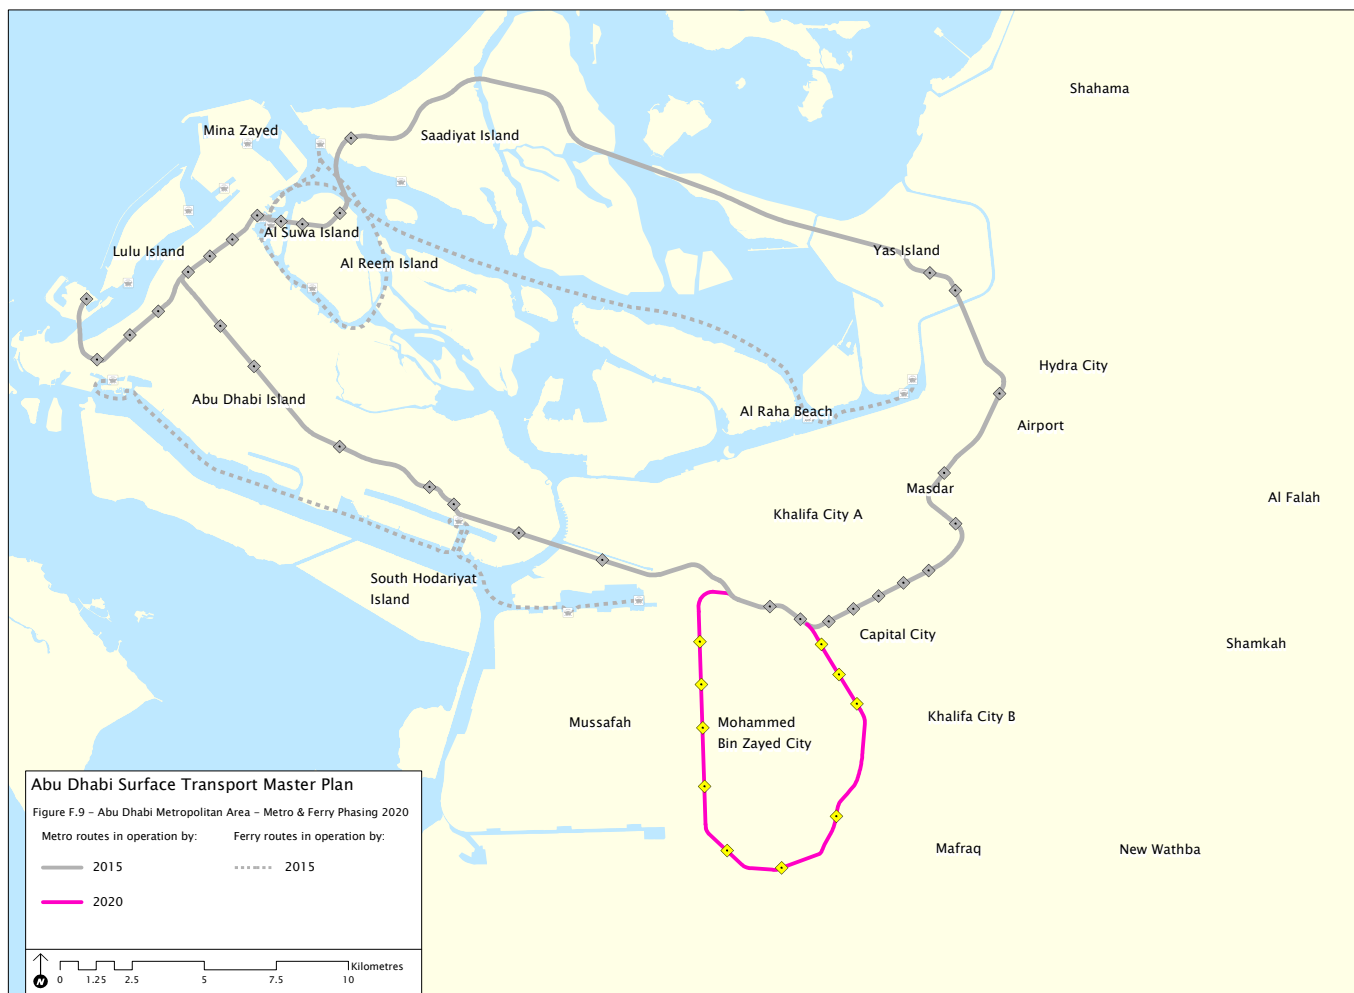 Shahama
Mina Zayed
Saadiyat Island
Al Suwa Island
Lulu Island
Yas Island
Al Reem Island
Hydra City
Abu Dhabi Island
Al Raha Beach
Airport
Masdar
Al Falah
Khalifa City A
South Hodariyat
Island
Capital City
Shamkah
Mussafah
Mohammed
Bin Zayed City
Khalifa City B
Mafraq
New Wathba
Abu Dhabi Surface Transport Master Plan
Figure F.9 - Abu Dhabi Metropolitan Area - Metro & Ferry Phasing 2020
Metro routes in operation by:
Ferry routes in operation by:
2015
2015
2020
Kilometres
N
0 1.25 2.5 5 7.5 10